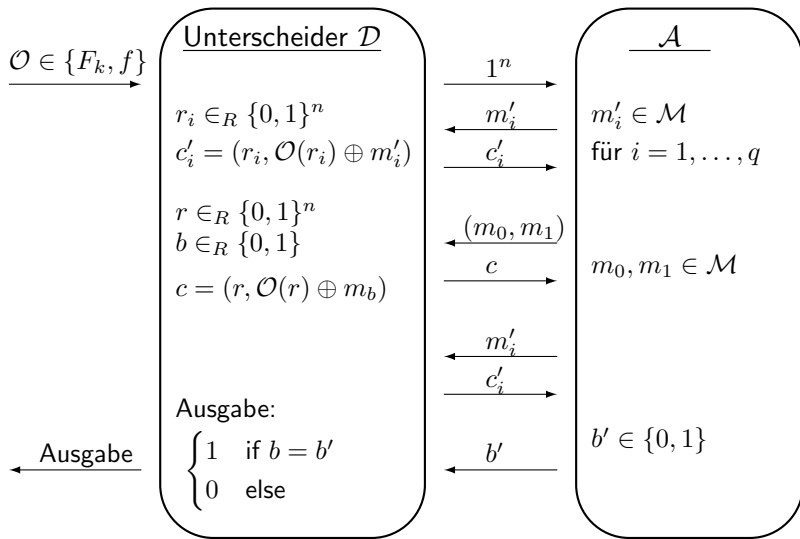 Unterscheider 𝒟
𝒜
𝒪 ∈ {F_k, f}
1^n
r_i ∈_R {0, 1}^n
m′_i
m′_i ∈ ℳ
c′_i = (r_i, 𝒪(r_i) ⊕ m′_i)
c′_i
für i = 1, . . . , q
r ∈_R {0, 1}^n
(m_0, m_1)
b ∈_R {0, 1}
c
m_0, m_1 ∈ ℳ
c = (r, 𝒪(r) ⊕ m_b)
m′_i
c′_i
Ausgabe:
b′ ∈ {0, 1}
Ausgabe
{ 1 if b = b′
b′
0 else